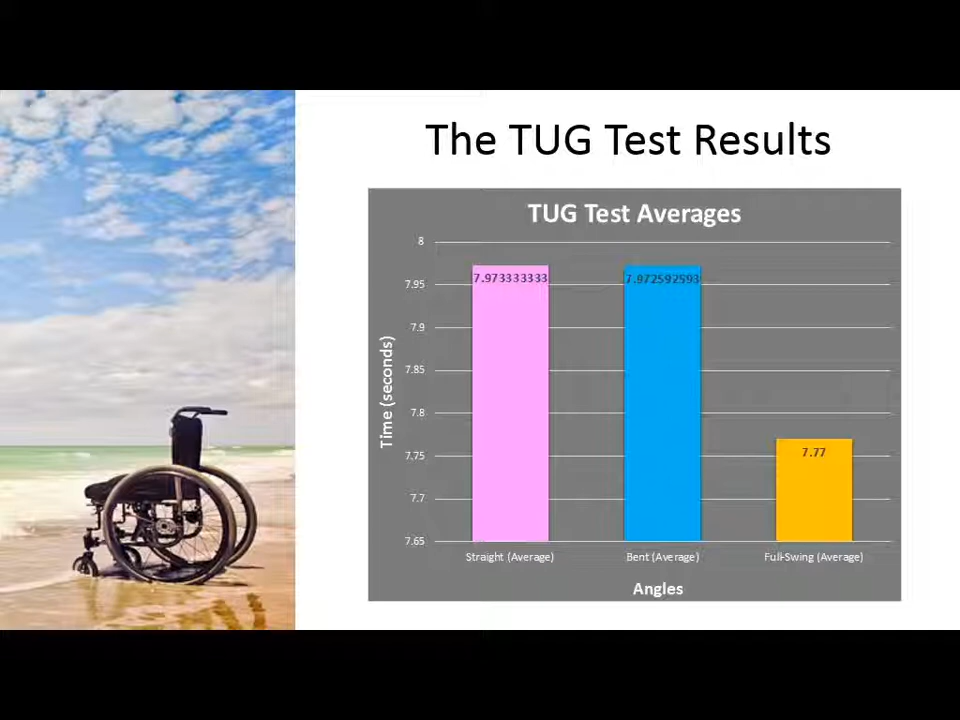 The TUG Test Results
TUG Test Averages
8
7.95
7.9
7.85
7.8
7.75
7.7
7.65
Time (seconds)
7.973333333
7.972592593
7.77
Straight (Average)
Bent (Average)
Full-Swing (Average)
Angles